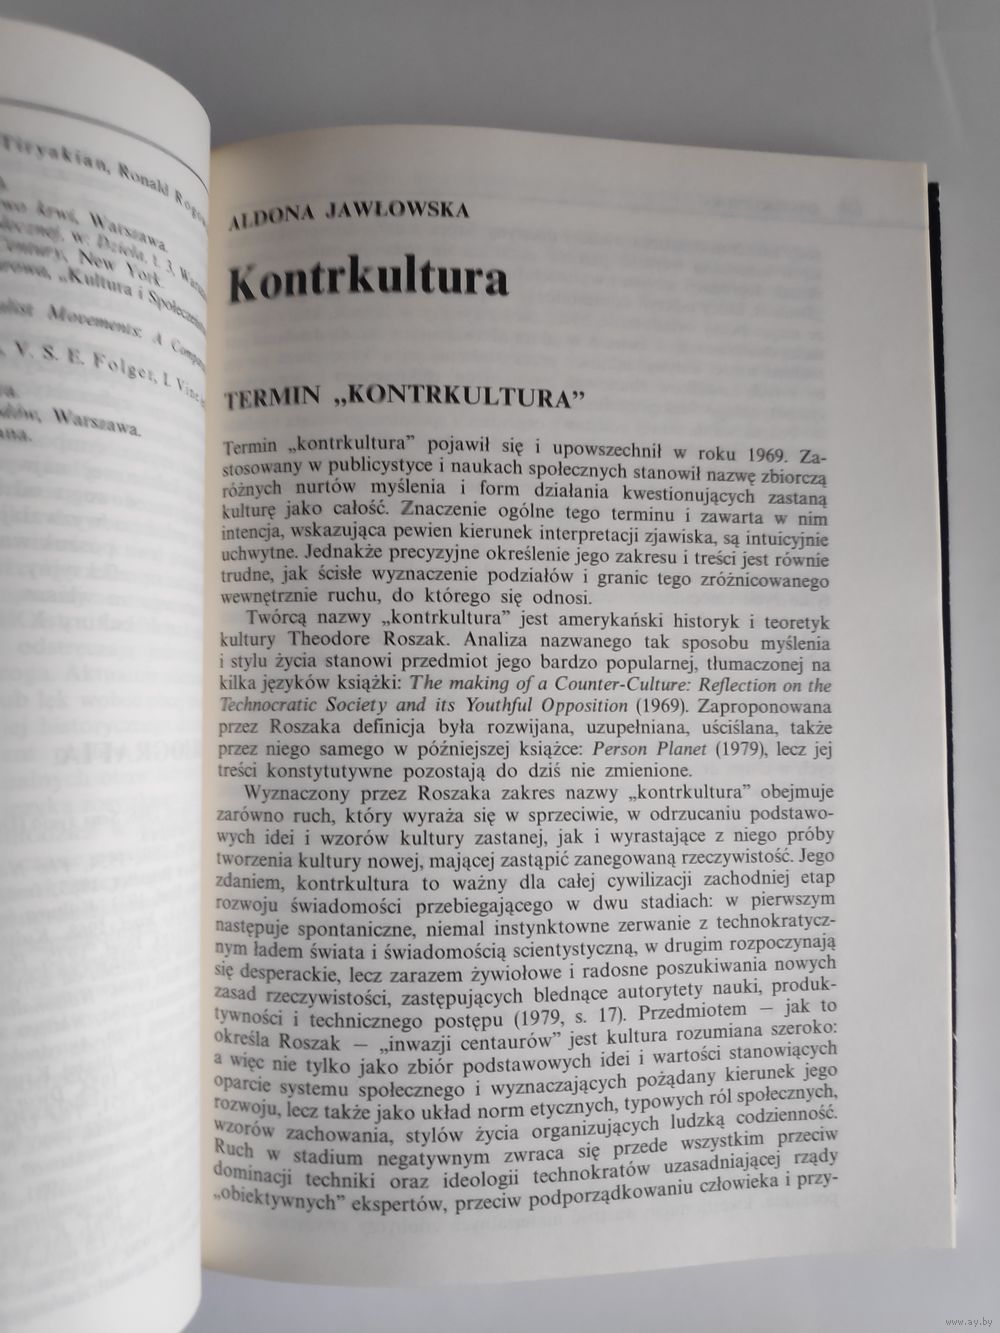 Tiryakian, Ronald
krwi, Warszawa.
w: Dzieła, t. 3,
Century, New York.
„Kultura i
Movements: A
V. S. E. Folger, I.
Warszawa.
ALDONA JAWŁOWSKA
Kontrkultura
TERMIN „KONTRKULTURA”
Termin „kontrkultura” pojawił się i upowszechnił w roku 1969. Za-
stosowany w publicystyce i naukach społecznych stanowił nazwę zbiorczą
różnych nurtów myślenia i form działania kwestionujących zastaną
kulturę jako całość. Znaczenie ogólne tego terminu i zawarta w nim
intencja, wskazująca pewien kierunek interpretacji zjawiska, są intuicyjnie
uchwytne. Jednakże precyzyjne określenie jego zakresu i treści jest równie
trudne, jak ścisłe wyznaczenie podziałów i granic tego zróżnicowanego
wewnętrznie ruchu, do którego się odnosi.
Twórcą nazwy „kontrkultura” jest amerykański historyk i teoretyk
kultury Theodore Roszak. Analiza nazwanego tak sposobu myślenia
i stylu życia stanowi przedmiot jego bardzo popularnej, tłumaczonej na
kilka języków książki: The making of a Counter-Culture: Reflection on the
Technocratic Society and its Youthful Opposition (1969). Zaproponowana
przez Roszaka definicja była rozwijana, uzupełniana, uściślana, także
przez niego samego w późniejszej książce: Person Planet (1979), lecz jej
treści konstytutywne pozostają do dziś nie zmienione.
Wyznaczony przez Roszaka zakres nazwy „kontrkultura” obejmuje
zarówno ruch, który wyraża się w sprzeciwie, w odrzucaniu podstawo-
wych idei i wzorów kultury zastanej, jak i wyrastające z niego próby
tworzenia kultury nowej, mającej zastąpić zanegowaną rzeczywistość. Jego
zdaniem, kontrkultura to ważny dla całej cywilizacji zachodniej etap
rozwoju świadomości przebiegającego w dwu stadiach: w pierwszym
następuje spontaniczne, niemal instynktowne zerwanie z technokratycz-
nym ładem świata i świadomością scientystyczną, w drugim rozpoczynają
się desperackie, lecz zarazem żywiołowe i radosne poszukiwania nowych
zasad rzeczywistości, zastępujących blednące autorytety nauki, produk-
tywności i technicznego postępu (1979, s. 17). Przedmiotem — jak to
określa Roszak — „inwazji centaurów” jest kultura rozumiana szeroko:
a więc nie tylko jako zbiór podstawowych idei i wartości stanowiących
oparcie systemu społecznego i wyznaczających pożądany kierunek jego
rozwoju, lecz także jako układ norm etycznych, typowych ról społecznych,
wzorów zachowania, stylów życia organizujących ludzką codzienność.
Ruch w stadium negatywnym zwraca się przede wszystkim przeciw
dominacji techniki oraz ideologii technokratów uzasadniającej rządy
„obiektywnych” ekspertów, przeciw podporządkowaniu człowieka i przy-
www.ay.by